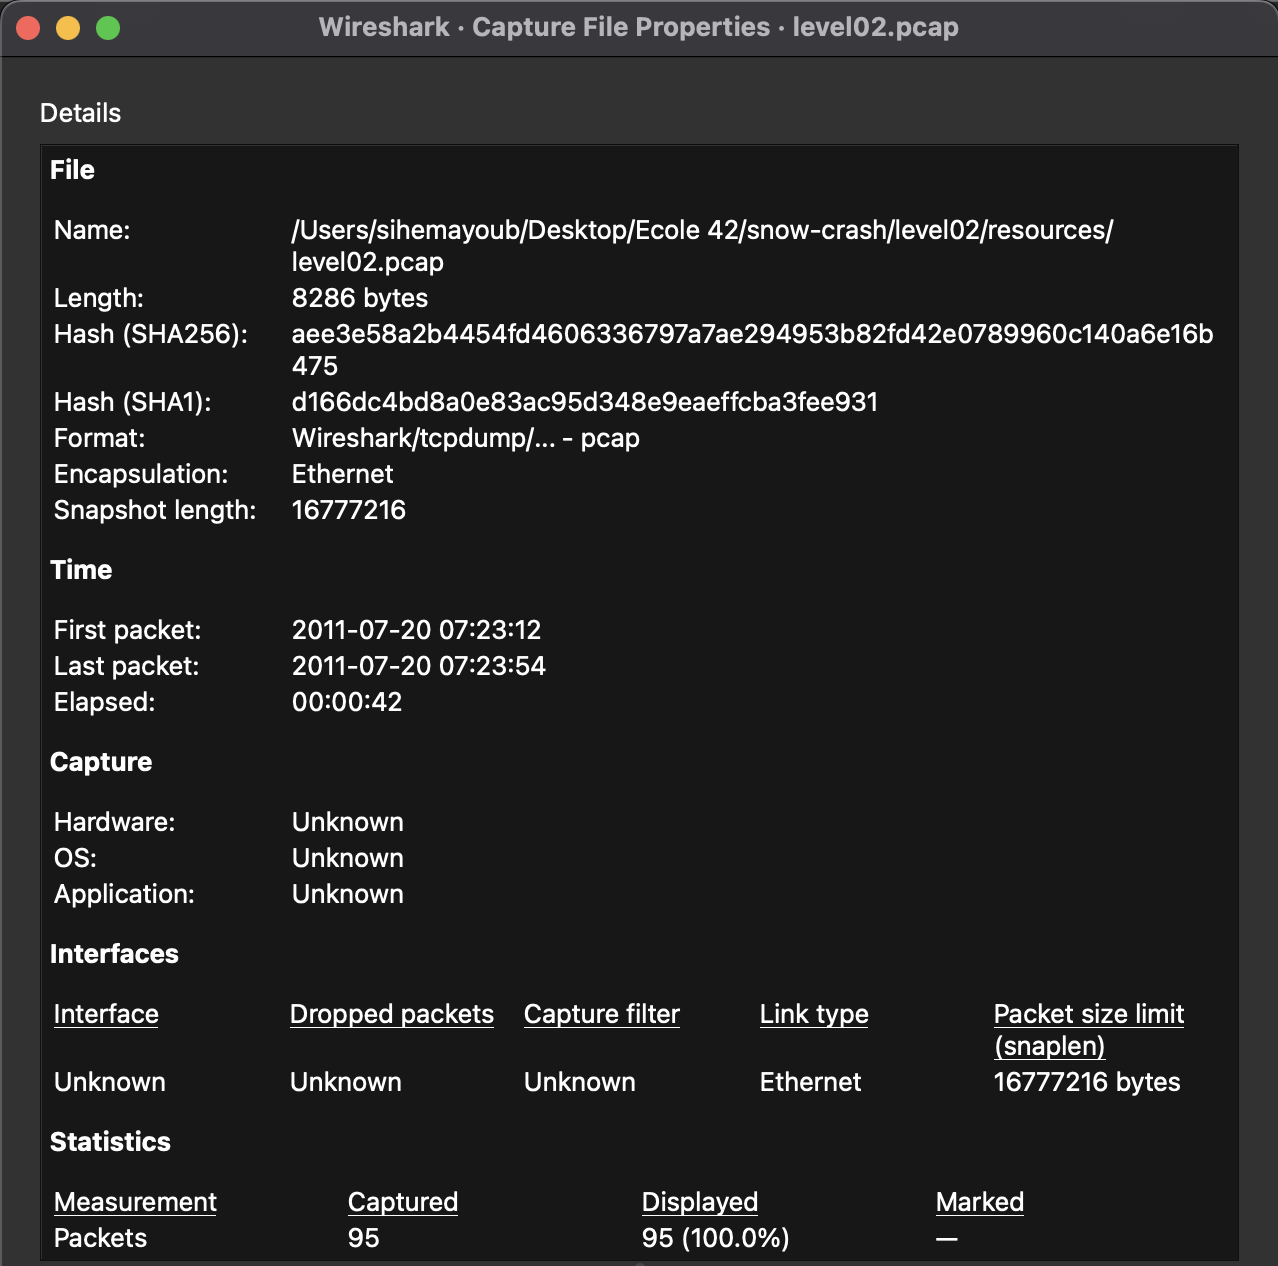 Wireshark · Capture File Properties · level02.pcap
Details
File
Name: /Users/sihemayoub/Desktop/Ecole 42/snow-crash/level02/resources/
level02.pcap
Length: 8286 bytes
Hash (SHA256): aee3e58a2b4454fd4606336797a7ae294953b82fd42e0789960c140a6e16b
475
Hash (SHA1): d166dc4bd8a0e83ac95d348e9eaeffcba3fee931
Format: Wireshark/tcpdump/... - pcap
Encapsulation: Ethernet
Snapshot length: 16777216
Time
First packet: 2011-07-20 07:23:12
Last packet: 2011-07-20 07:23:54
Elapsed: 00:00:42
Capture
Hardware: Unknown
OS: Unknown
Application: Unknown
Interfaces
Interface Dropped packets Capture filter Link type Packet size limit
(snaplen)
Unknown Unknown Unknown Ethernet 16777216 bytes
Statistics
Measurement Captured Displayed Marked
Packets 95 95 (100.0%) —